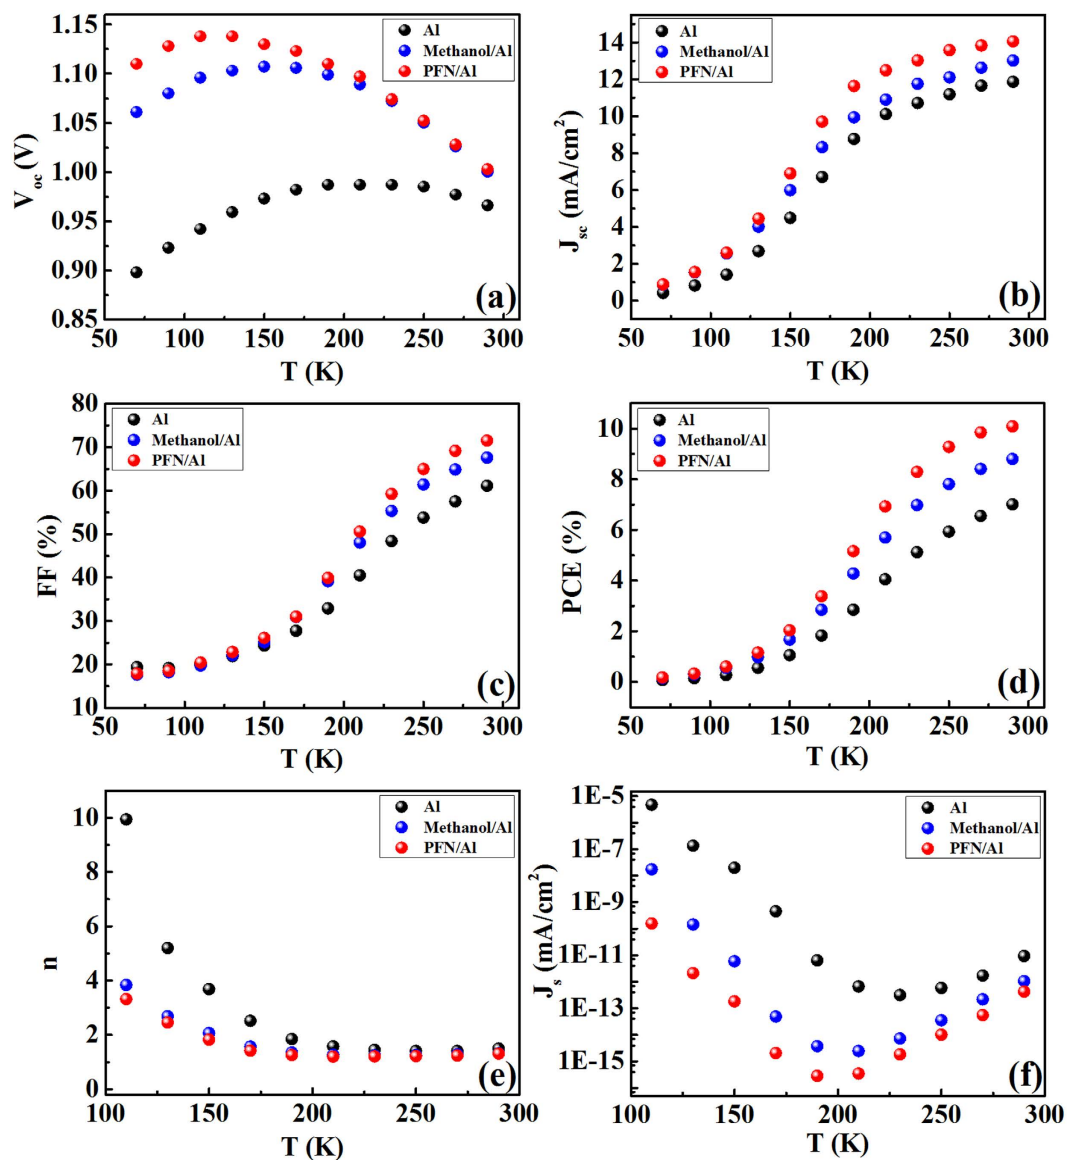 1.15
1.10
1.05
1.00
0.95
0.90
0.85
V oc (V)
Al
Methanol/Al
PFN/Al
(a)
50 100 150 200 250 300
T (K)
14
12
10
8
6
4
2
0
J sc (mA/cm²)
Al
Methanol/Al
PFN/Al
(b)
50 100 150 200 250 300
T (K)
80
70
60
50
40
30
20
10
FF (%)
Al
Methanol/Al
PFN/Al
(c)
50 100 150 200 250 300
T (K)
10
8
6
4
2
0
PCE (%)
Al
Methanol/Al
PFN/Al
(d)
50 100 150 200 250 300
T (K)
10
8
6
4
2
0
n
Al
Methanol/Al
PFN/Al
(e)
100 150 200 250 300
T (K)
1E-5
1E-7
1E-9
1E-11
1E-13
1E-15
J s (mA/cm²)
Al
Methanol/Al
PFN/Al
(f)
100 150 200 250 300
T (K)